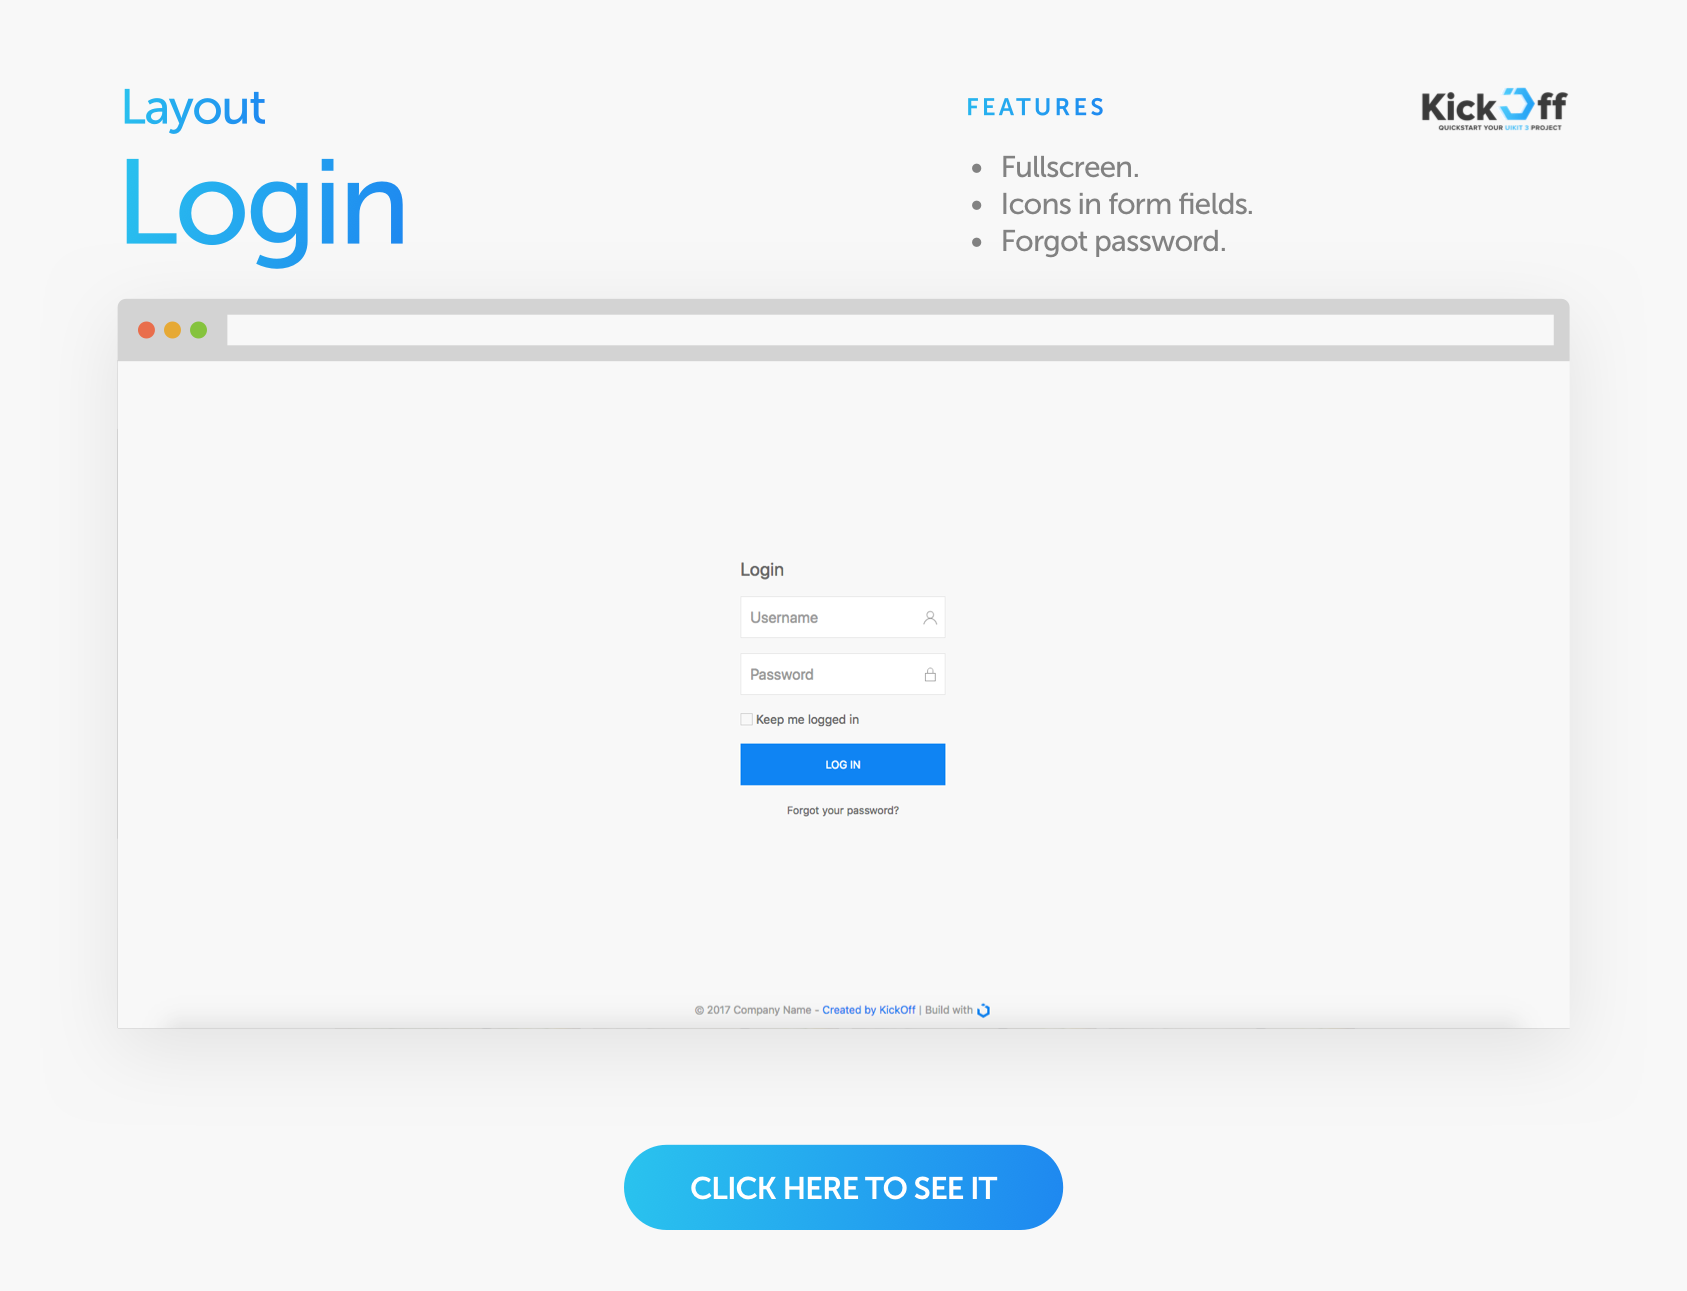 Layout
Login
FEATURES
• Fullscreen.
• Icons in form fields.
• Forgot password.
KickOff
QUICKSTART YOUR UIKIT 3 PROJECT
Login
Username
Password
Keep me logged in
LOG IN
Forgot your password?
© 2017 Company Name - Created by KickOff | Build with
CLICK HERE TO SEE IT